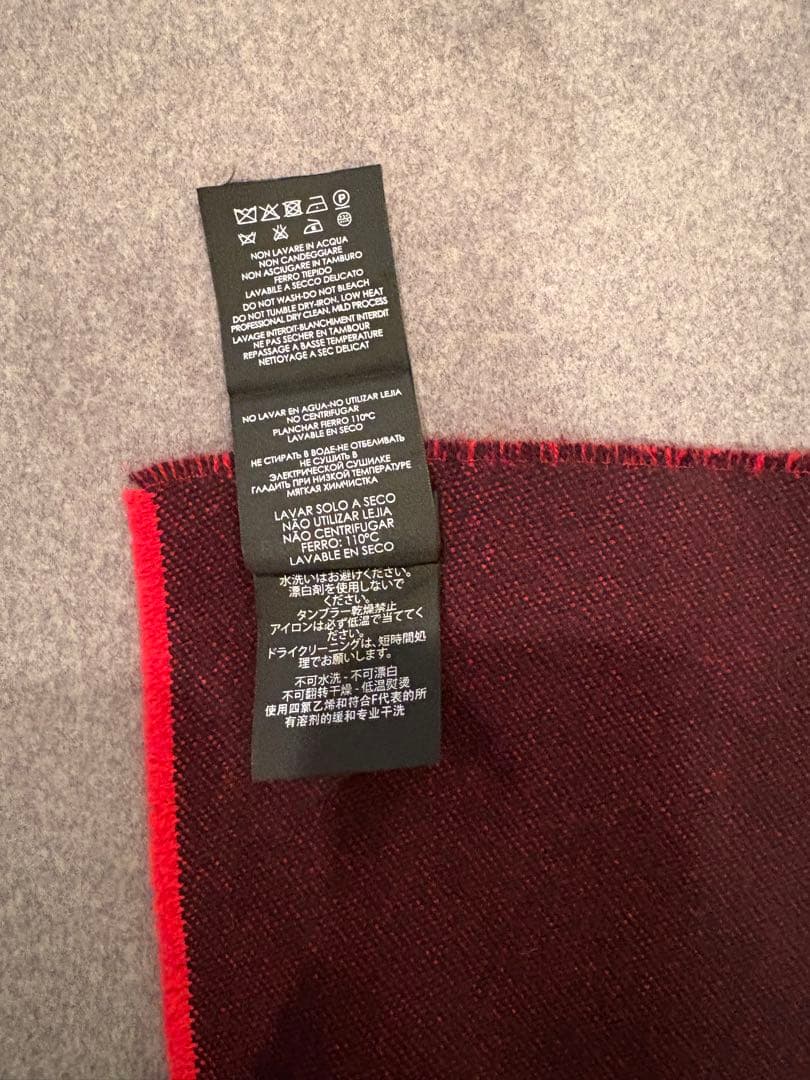 NON LAVARE IN ACQUA
NON CANDEGGIARE
NON ASCIUGARE IN TAMBURO
FERRO TIEPIDO
LAVABILE A SECCO DELICATO
DO NOT WASH-DO NOT BLEACH
DO NOT TUMBLE DRY-IRON, LOW HEAT
PROFESSIONAL DRY CLEAN. MILD PROCESS
LAVAGE INTERDIT-BLANCHIMENT INTERDIT
NE PAS SECHER EN TAMBOUR
REPASSAGE A BASSE TEMPERATURE
NETTOYAGE A SEC DELICAT
NO LAVAR EN AGUA-NO UTILIZAR LEJIA
NO CENTRIFUGAR
PLANCHAR FIERRO 110°C
LAVABLE EN SECO
НЕ СТИРАТЬ В ВОДЕ-НЕ ОТБЕЛИВАТЬ
НЕ СУШИТЬ В
ЭЛЕКТРИЧЕСКОЙ СУШИЛКЕ
ГЛАДИТЬ ПРИ НИЗКОЙ ТЕМПЕРАТУРЕ
МЯГКАЯ ХИМЧИСТКА
LAVAR SOLO A SECO
NÃO UTILIZAR LEJIA
NÃO CENTRIFUGAR
FERRO: 110°C
LAVABLE EN SECO
水洗いはお避けください。
漂白剤を使用しないで
ください。
タンブラー乾燥禁止
アイロンは必ず低温で当ててく
ださい。
ドライクリーニングは、短時間処
理でお願いします。
不可水洗 - 不可漂白
不可翻转干燥 - 低温熨烫
使用四氯乙烯和符合F代表的所
有溶剂的缓和专业干洗